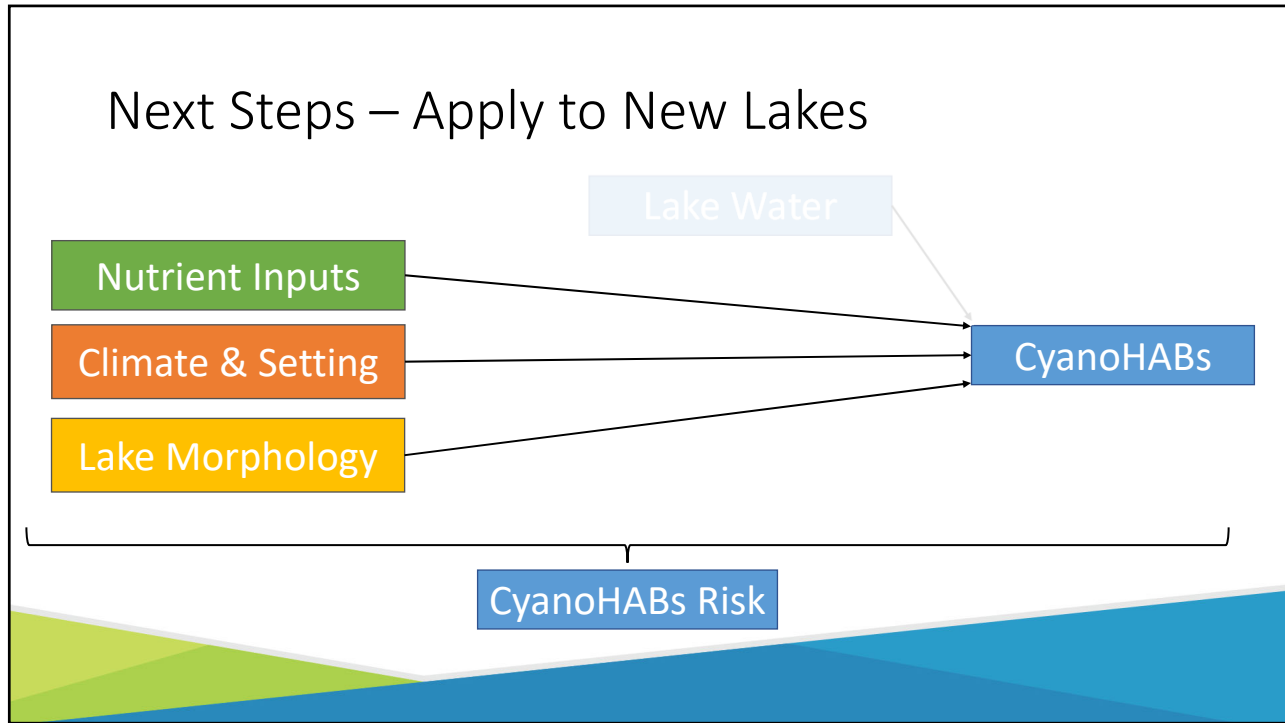 Next Steps – Apply to New Lakes
Lake Water
Nutrient Inputs
Climate & Setting
Lake Morphology
CyanoHABs
CyanoHABs Risk